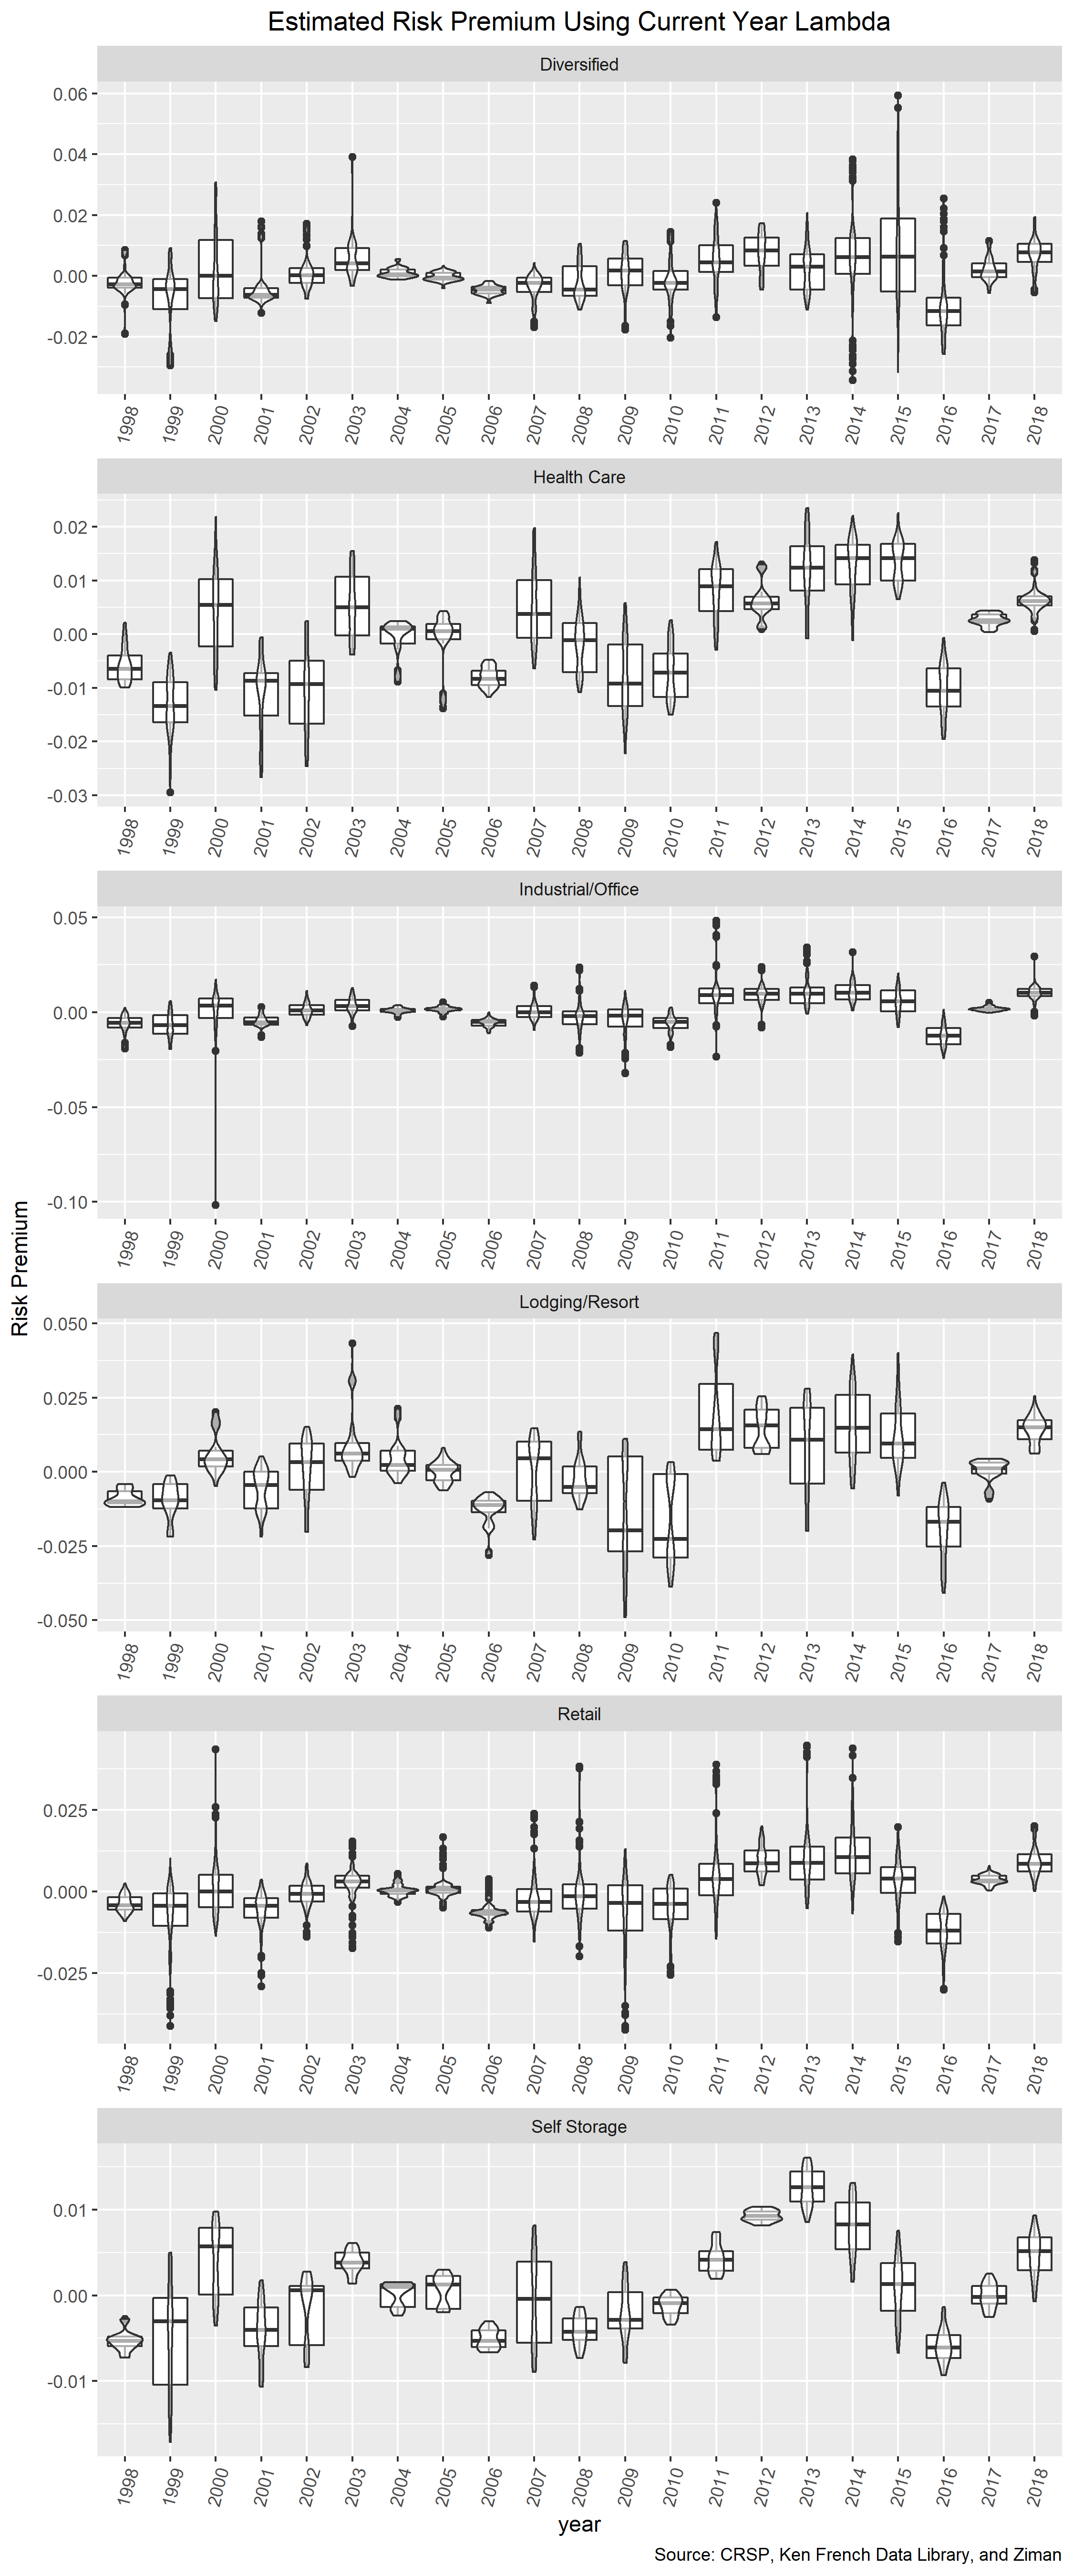 Estimated Risk Premium Using Current Year Lambda
Diversified
0.06
0.04
0.02
0.00
-0.02
1998 1999 2000 2001 2002 2003 2004 2005 2006 2007 2008 2009 2010 2011 2012 2013 2014 2015 2016 2017 2018
Health Care
0.02
0.01
0.00
-0.01
-0.02
-0.03
1998 1999 2000 2001 2002 2003 2004 2005 2006 2007 2008 2009 2010 2011 2012 2013 2014 2015 2016 2017 2018
Industrial/Office
0.05
0.00
-0.05
-0.10
1998 1999 2000 2001 2002 2003 2004 2005 2006 2007 2008 2009 2010 2011 2012 2013 2014 2015 2016 2017 2018
Risk Premium
Lodging/Resort
0.050
0.025
0.000
-0.025
-0.050
1998 1999 2000 2001 2002 2003 2004 2005 2006 2007 2008 2009 2010 2011 2012 2013 2014 2015 2016 2017 2018
Retail
0.025
0.000
-0.025
1998 1999 2000 2001 2002 2003 2004 2005 2006 2007 2008 2009 2010 2011 2012 2013 2014 2015 2016 2017 2018
Self Storage
0.01
0.00
-0.01
1998 1999 2000 2001 2002 2003 2004 2005 2006 2007 2008 2009 2010 2011 2012 2013 2014 2015 2016 2017 2018
year
Source: CRSP, Ken French Data Library, and Ziman